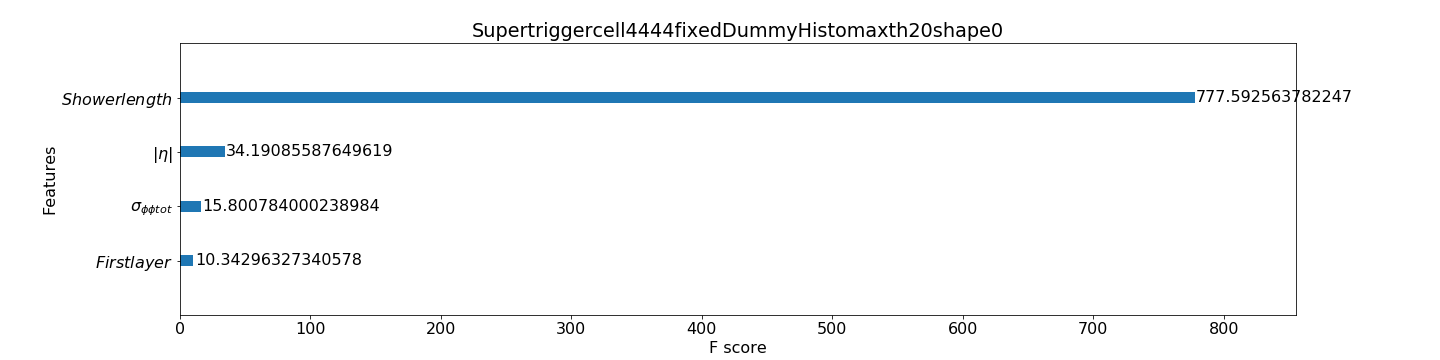 Supertriggercell4444fixedDummyHistomaxth20shape0
Showerlength
777.592563782247
|η|
34.19085587649619
σϕϕtot
15.800784000238984
Firstlayer
10.34296327340578
Features
0 100 200 300 400 500 600 700 800
F score